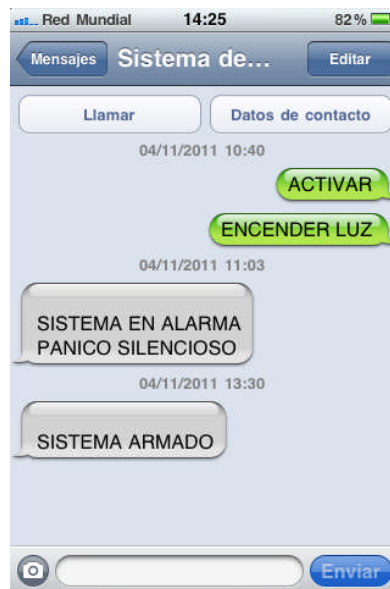 Red Mundial 14:25 82%
Mensajes Sistema de... Editar
Llamar Datos de contacto
04/11/2011 10:40
ACTIVAR
ENCENDER LUZ
04/11/2011 11:03
SISTEMA EN ALARMA
PANICO SILENCIOSO
04/11/2011 13:30
SISTEMA ARMADO
Enviar